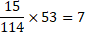 15/114 × 53 = 7